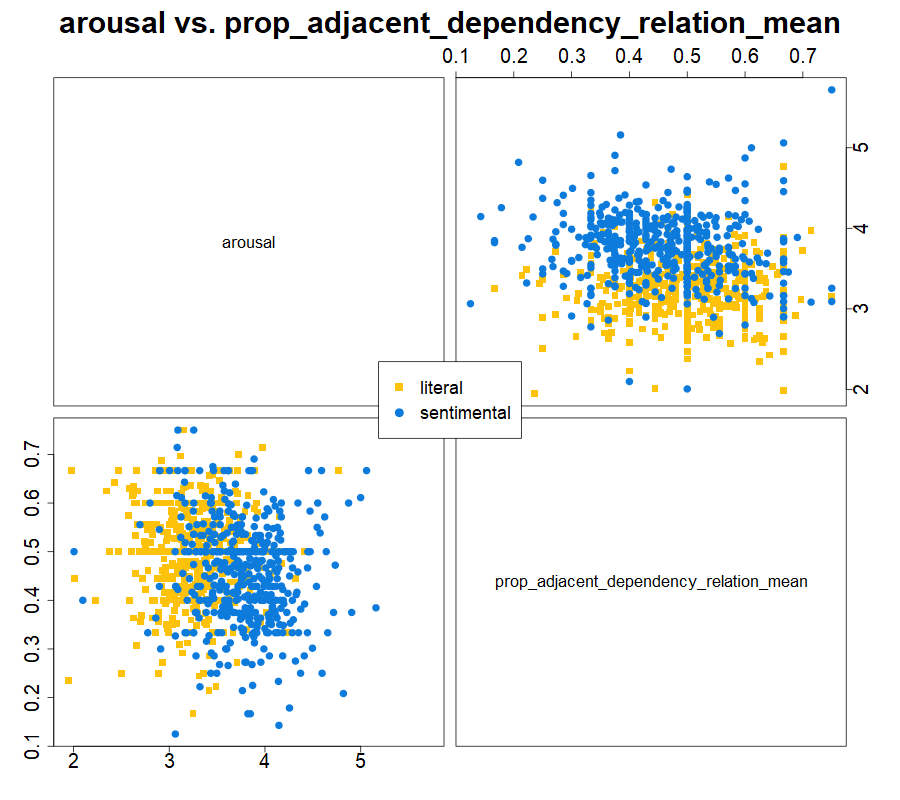 arousal vs. prop_adjacent_dependency_relation_mean
0.1 0.2 0.3 0.4 0.5 0.6 0.7
arousal
5
4
3
2
literal
sentimental
0.7
0.6
0.5
0.4
0.3
0.2
0.1
prop_adjacent_dependency_relation_mean
2 3 4 5